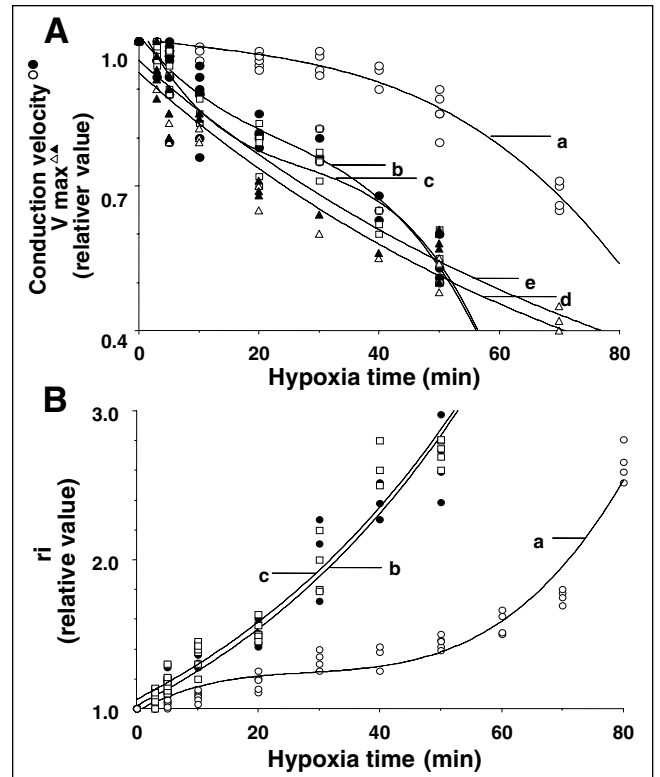 A
Conduction velocity ○●
V max △▲
(relativer value)
1.0
0.7
0.4
a
b
c
e
d
0
20
40
60
80
Hypoxia time (min)
B
ri
(relative value)
3.0
2.0
1.0
a
c
b
0
20
40
60
80
Hypoxia time (min)